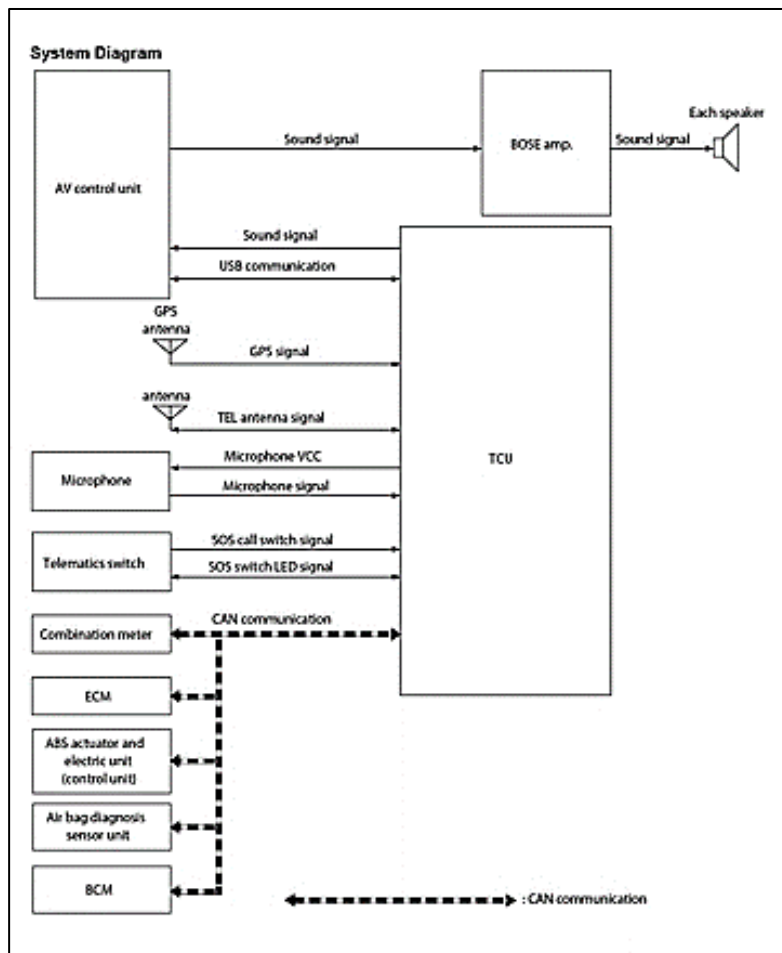 System Diagram
AV control unit
Sound signal
BOSE amp.
Sound signal
Each speaker
Sound signal
USB communication
GPS
antenna
GPS signal
antenna
TEL antenna signal
TCU
Microphone
Microphone VCC
Microphone signal
Telematics switch
SOS call switch signal
SOS switch LED signal
Combination meter
CAN communication
ECM
ABS actuator and
electric unit
(control unit)
Air bag diagnosis
sensor unit
BCM
: CAN communication